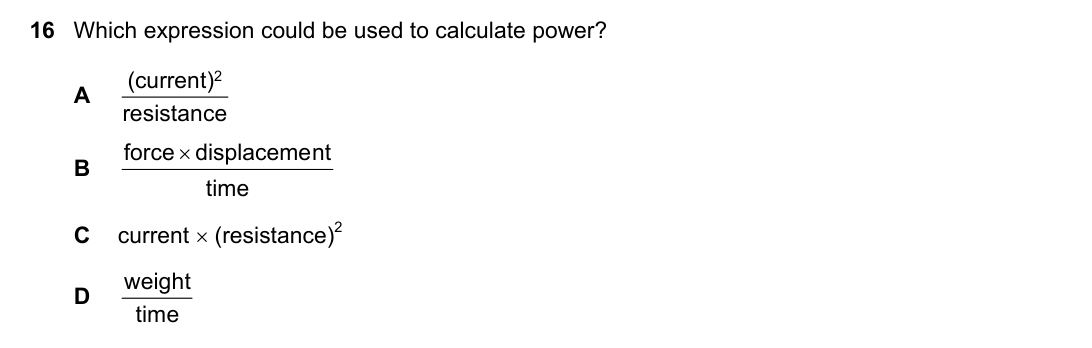 16 Which expression could be used to calculate power?
A (current)²
resistance
B force × displacement
time
C current × (resistance)²
D weight
time